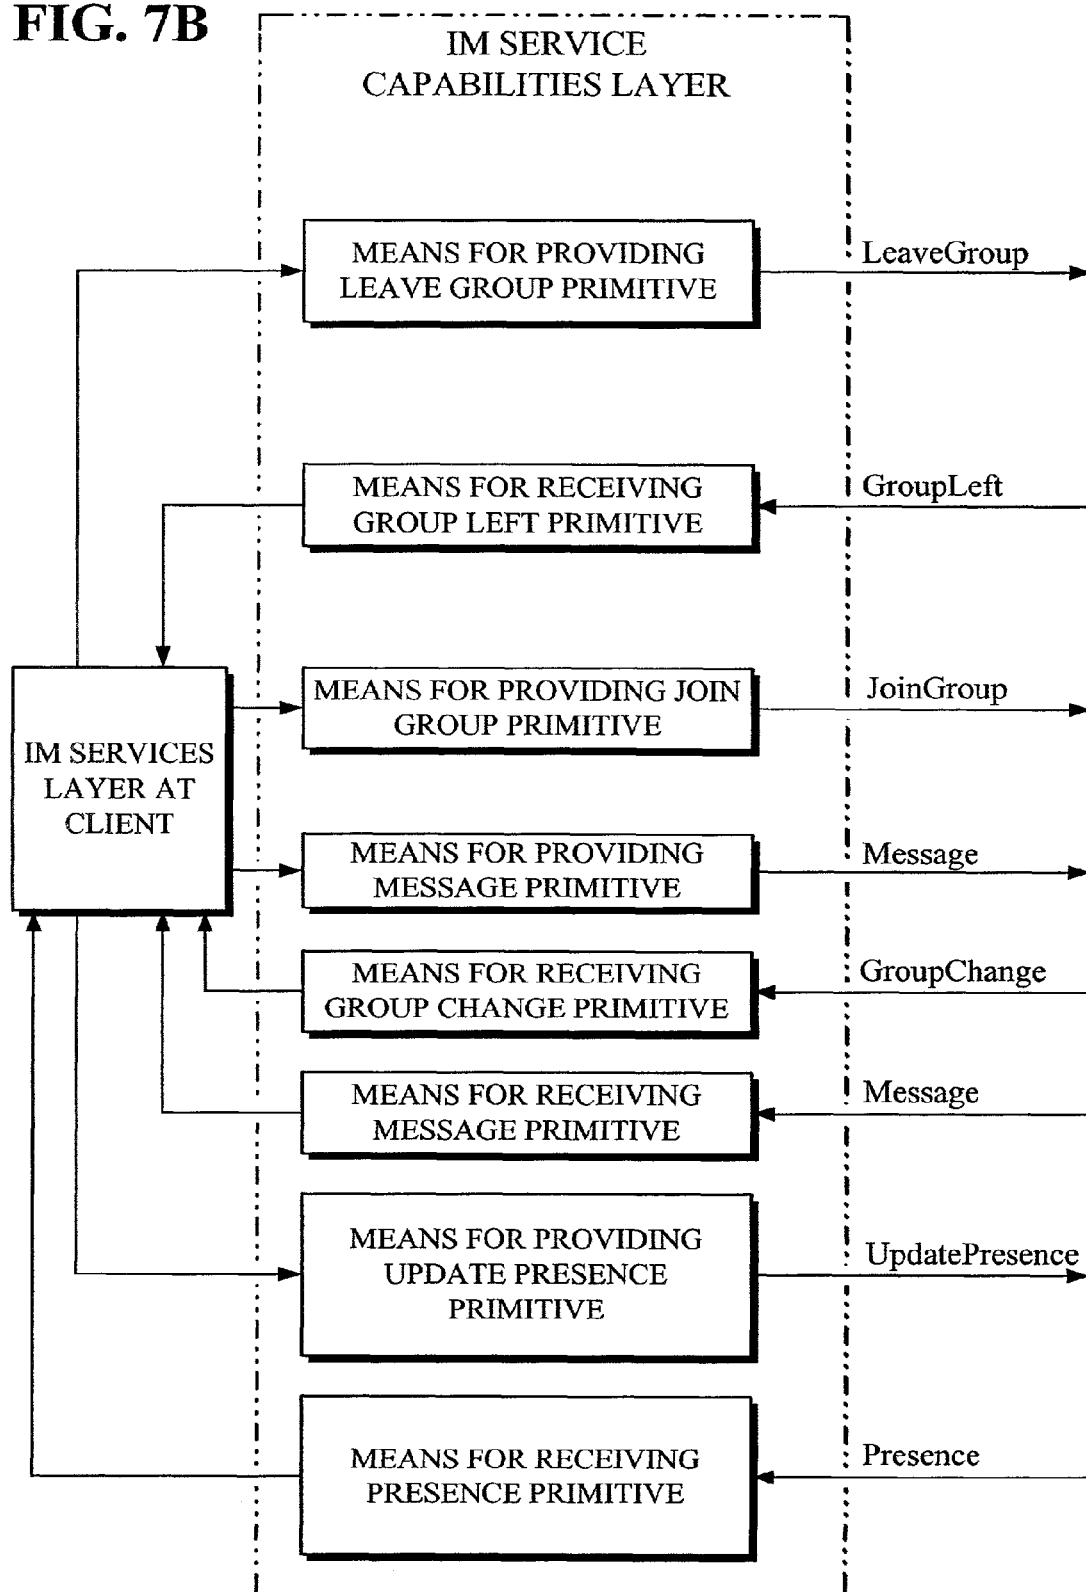 FIG. 7B
IM SERVICE
CAPABILITIES LAYER
MEANS FOR PROVIDING
LEAVE GROUP PRIMITIVE
LeaveGroup
MEANS FOR RECEIVING
GROUP LEFT PRIMITIVE
GroupLeft
MEANS FOR PROVIDING JOIN
GROUP PRIMITIVE
JoinGroup
IM SERVICES
LAYER AT
CLIENT
MEANS FOR PROVIDING
MESSAGE PRIMITIVE
Message
MEANS FOR RECEIVING
GROUP CHANGE PRIMITIVE
GroupChange
MEANS FOR RECEIVING
MESSAGE PRIMITIVE
Message
MEANS FOR PROVIDING
UPDATE PRESENCE
PRIMITIVE
UpdatePresence
MEANS FOR RECEIVING
PRESENCE PRIMITIVE
Presence